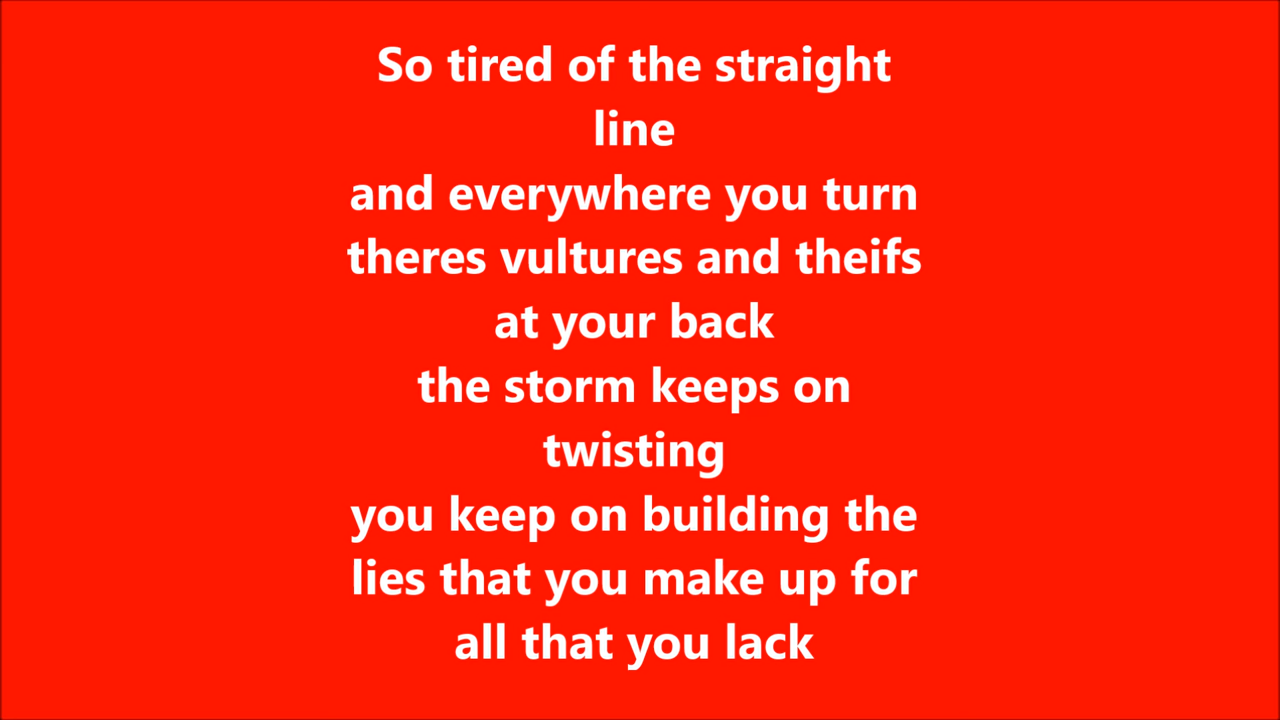 So tired of the straight
line
and everywhere you turn
theres vultures and theifs
at your back
the storm keeps on
twisting
you keep on building the
lies that you make up for
all that you lack